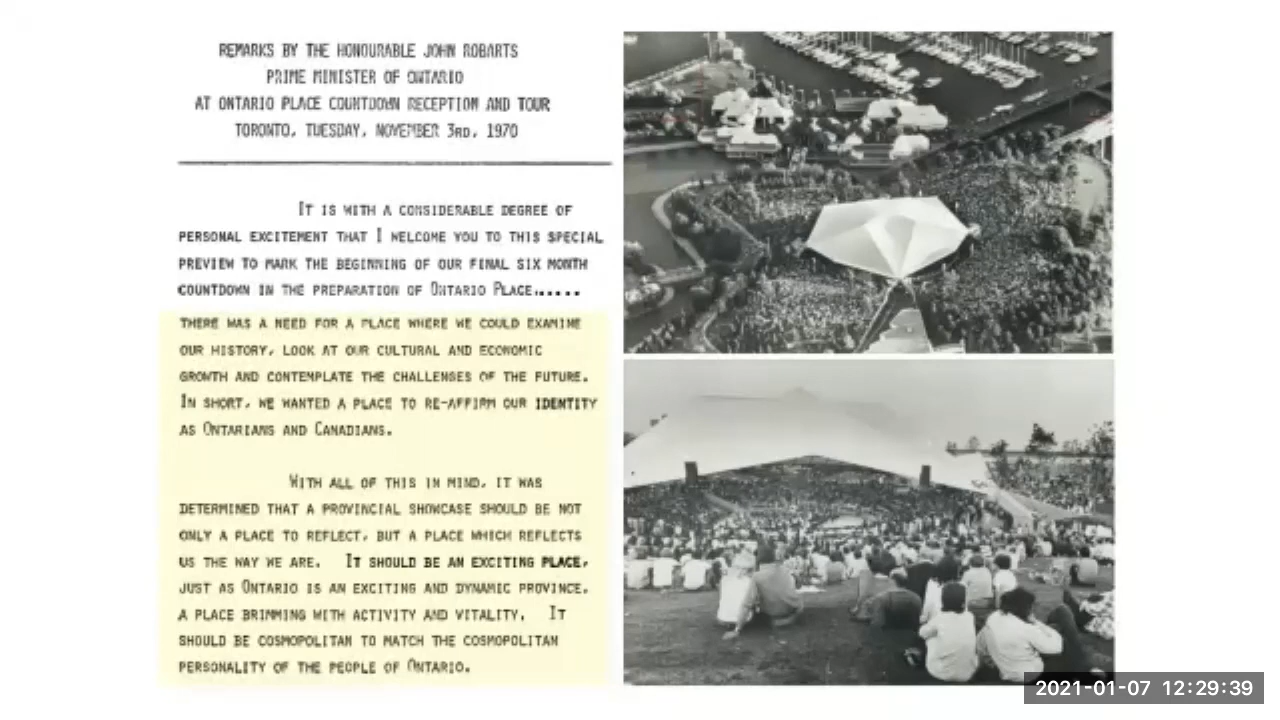 REMARKS BY THE HONOURABLE JOHN ROBARTS
PRIME MINISTER OF ONTARIO
AT ONTARIO PLACE COUNTDOWN RECEPTION AND TOUR
TORONTO, TUESDAY, NOVEMBER 3RD, 1970
IT IS WITH A CONSIDERABLE DEGREE OF
PERSONAL EXCITEMENT THAT I WELCOME YOU TO THIS SPECIAL
PREVIEW TO MARK THE BEGINNING OF OUR FINAL SIX MONTH
COUNTDOWN IN THE PREPARATION OF ONTARIO PLACE.....
THERE WAS A NEED FOR A PLACE WHERE WE COULD EXAMINE
OUR HISTORY, LOOK AT OUR CULTURAL AND ECONOMIC
GROWTH AND CONTEMPLATE THE CHALLENGES OF THE FUTURE.
IN SHORT, WE WANTED A PLACE TO RE-AFFIRM OUR IDENTITY
AS ONTARIANS AND CANADIANS.
WITH ALL OF THIS IN MIND, IT WAS
DETERMINED THAT A PROVINCIAL SHOWCASE SHOULD BE NOT
ONLY A PLACE TO REFLECT, BUT A PLACE WHICH REFLECTS
US THE WAY WE ARE. IT SHOULD BE AN EXCITING PLACE,
JUST AS ONTARIO IS AN EXCITING AND DYNAMIC PROVINCE,
A PLACE BRIMMING WITH ACTIVITY AND VITALITY. IT
SHOULD BE COSMOPOLITAN TO MATCH THE COSMOPOLITAN
PERSONALITY OF THE PEOPLE OF ONTARIO.
2021-01-07 12:29:39